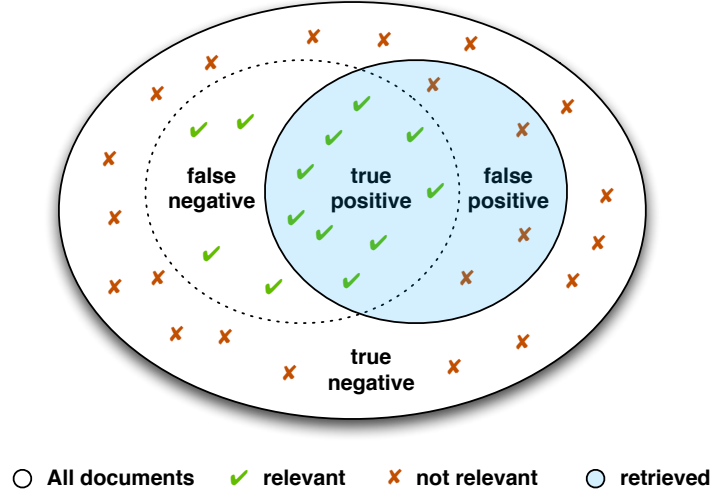 false
negative
true
positive
false
positive
true
negative
All documents
relevant
not relevant
retrieved